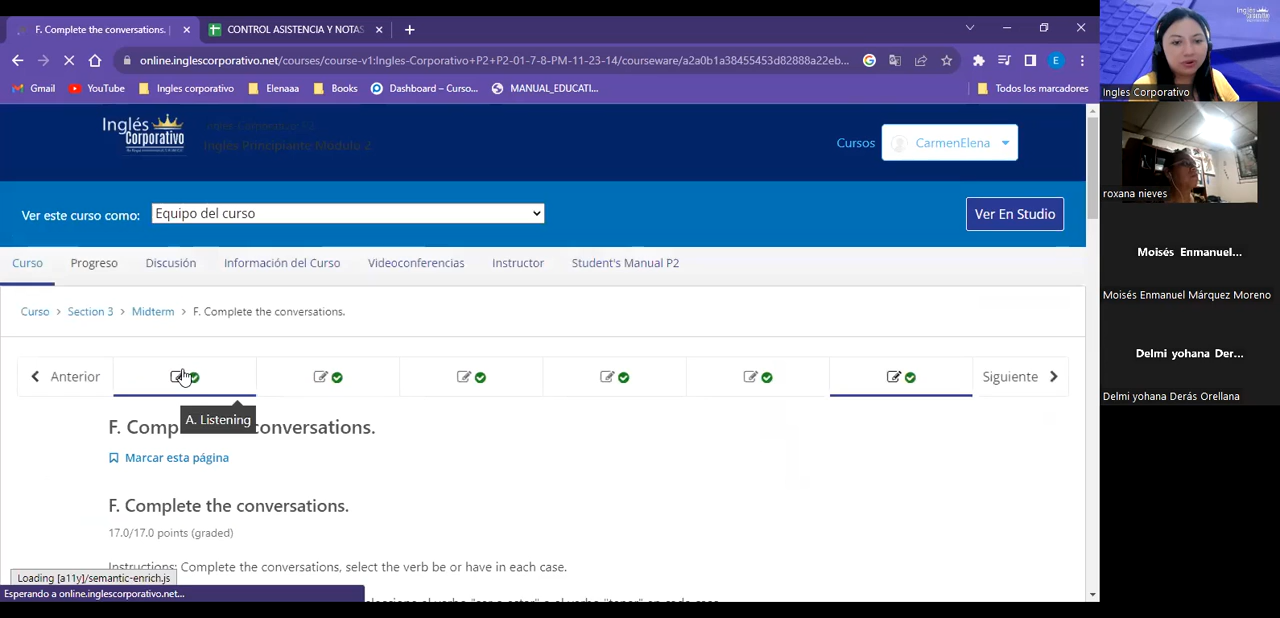 F. Complete the conversations. |
CONTROL ASISTENCIA Y NOTAS
online.inglescorporativo.net/courses/course-v1:Ingles-Corporativo+P2+P2-01-7-8-PM-11-23-14/courseware/a2a0b1a38455453d82888a22eb...
E
Gmail
YouTube
Ingles corporativo
Elenaaa
Books
Dashboard – Curso...
MANUAL_EDUCATI...
Todos los marcadores
Inglés Corporativo
Inglés Principiante Módulo 2
Cursos
CarmenElena
Ver este curso como:
Equipo del curso
Ver En Studio
Curso
Progreso
Discusión
Información del Curso
Videoconferencias
Instructor
Student's Manual P2
Curso > Section 3 > Midterm > F. Complete the conversations.
Anterior
Siguiente
A. Listening
F. Comp conversations.
Marcar esta página
F. Complete the conversations.
17.0/17.0 points (graded)
Instructions: Complete the conversations, select the verb be or have in each case.
Loading [a11y]/semantic-enrich.js
Esperando a online.inglescorporativo.net...
Ingles Corporativo
roxana nieves
Moisés Enmanuel...
Moisés Enmanuel Márquez Moreno
Delmi yohana Der...
Delmi yohana Derás Orellana